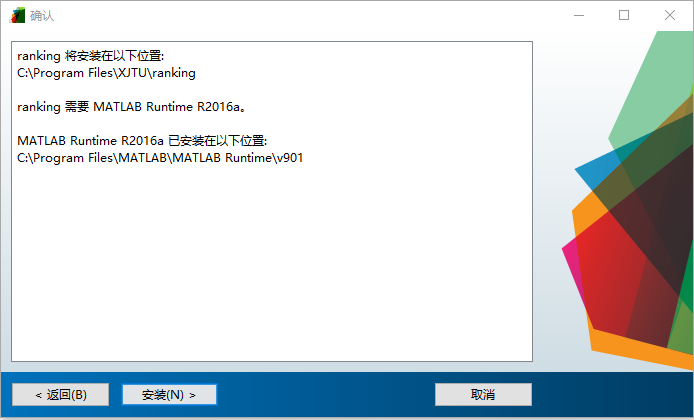 确认
ranking 将安装在以下位置:
C:\Program Files\XJTU\ranking
ranking 需要 MATLAB Runtime R2016a。
MATLAB Runtime R2016a 已安装在以下位置:
C:\Program Files\MATLAB\MATLAB Runtime\v901
< 返回(B)
安装(N) >
取消